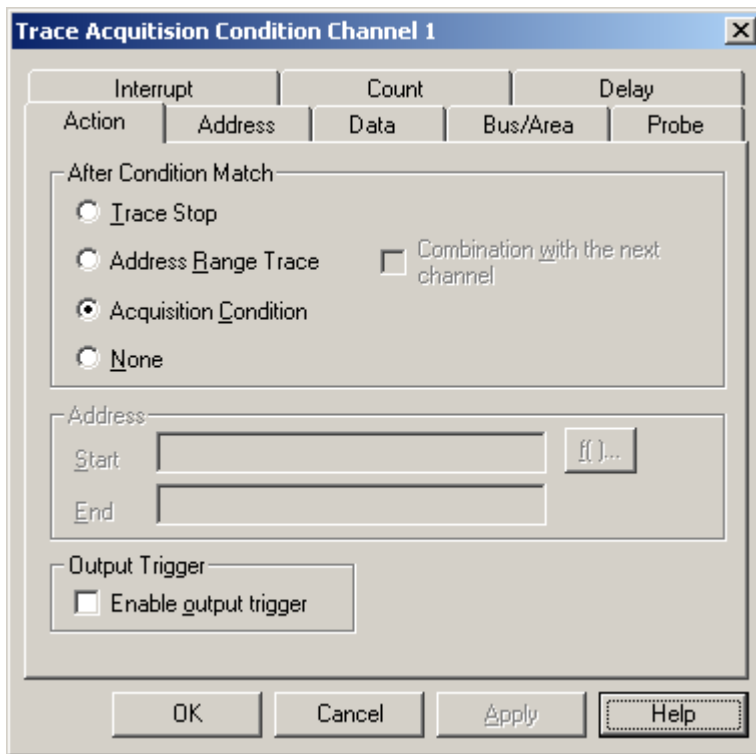 Trace Acquitision Condition Channel 1
Interrupt Count Delay
Action Address Data Bus/Area Probe
After Condition Match
Trace Stop
Address Range Trace
Combination with the next
channel
Acquisition Condition
None
Address
Start
f( )...
End
Output Trigger
Enable output trigger
OK Cancel Apply Help